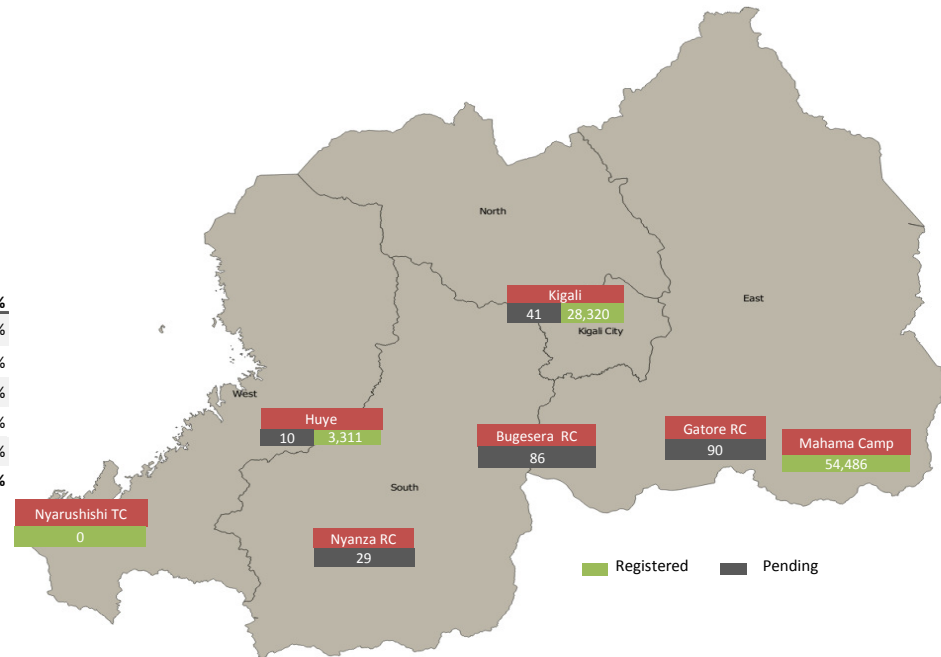 North
East
Kigali
41 28,320
Kigali City
%
%
%
%
%
%
%
West
Huye
10 3,311
Bugesera RC
86
Gatore RC
90
Mahama Camp
54,486
South
Nyarushishi TC
0
Nyanza RC
29
Registered Pending